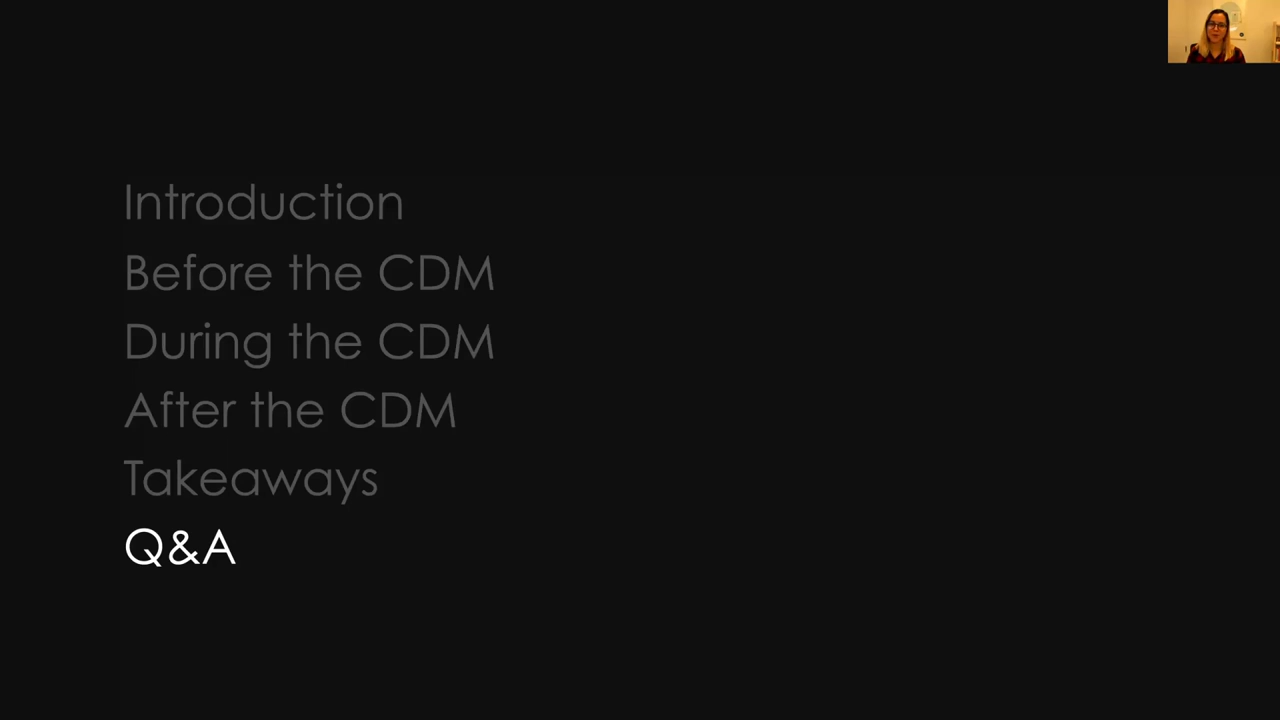 Introduction
Before the CDM
During the CDM
After the CDM
Takeaways
Q&A